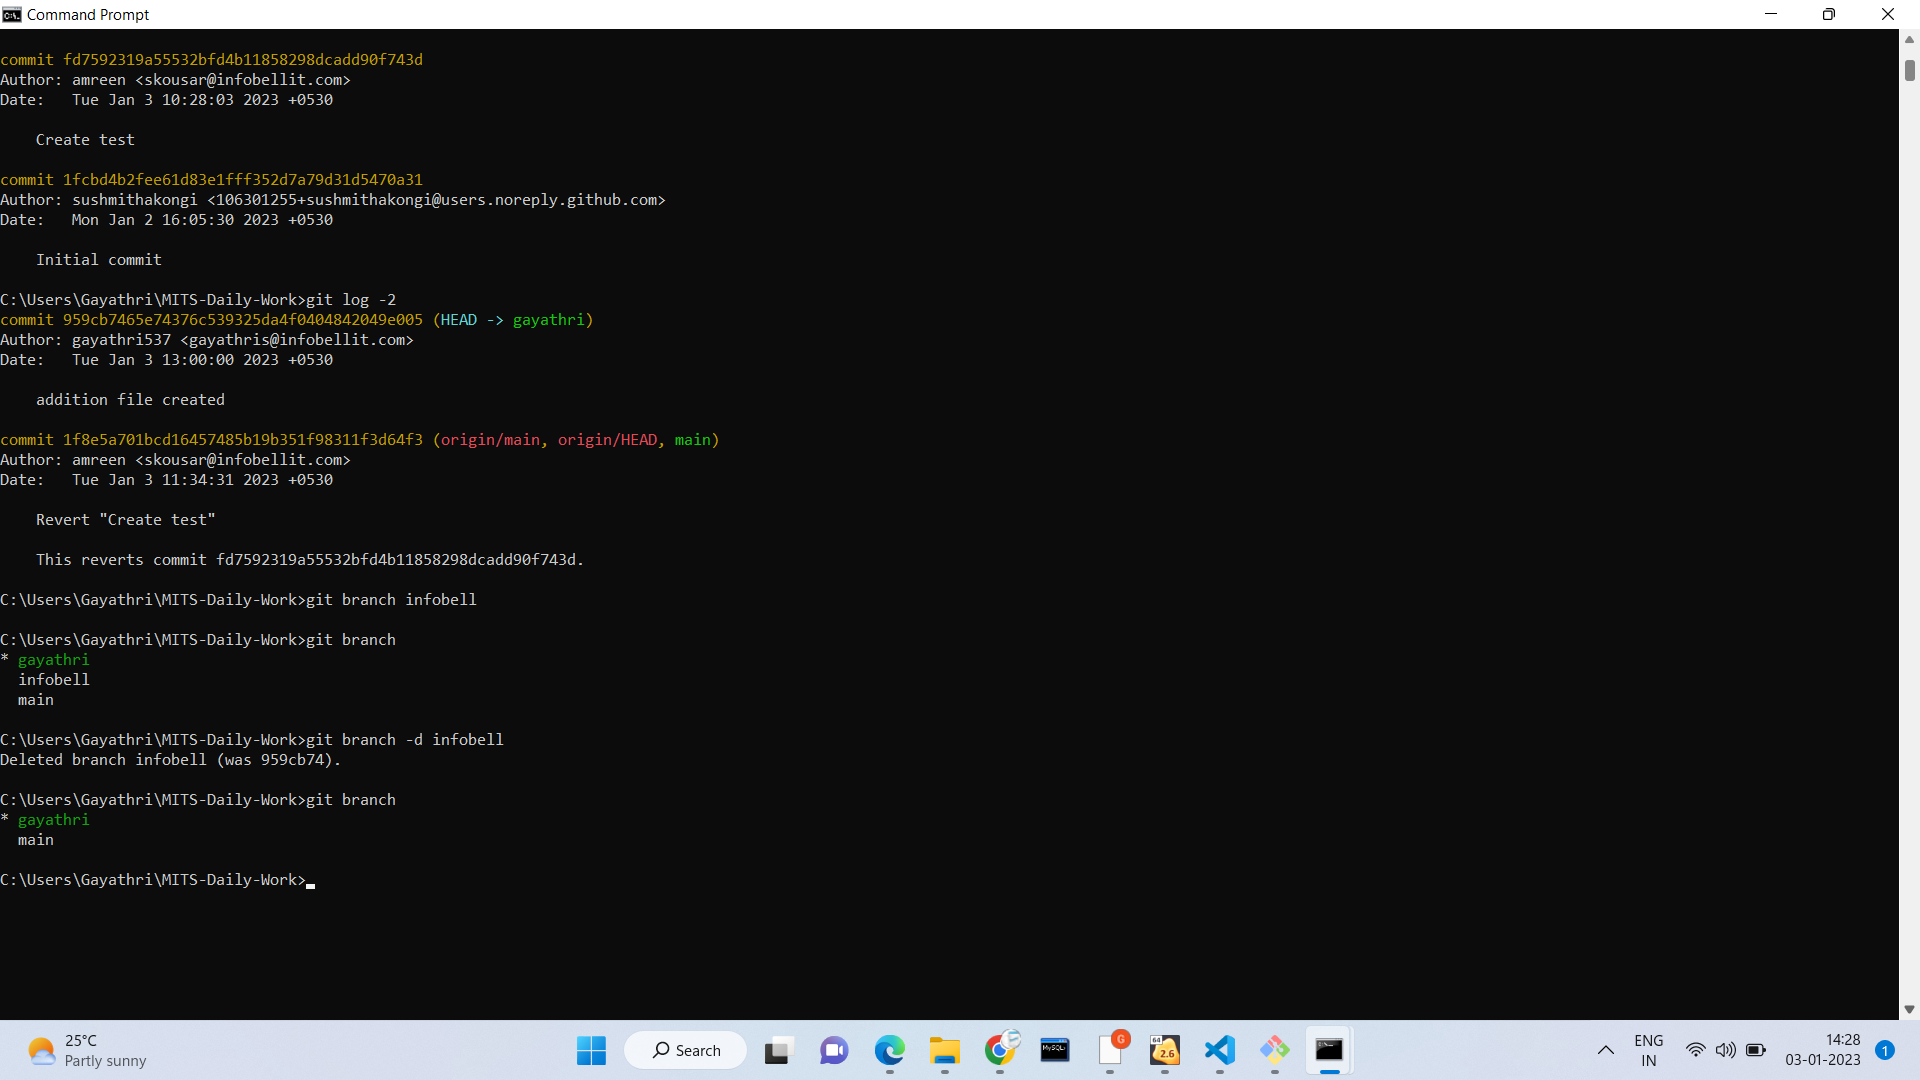 Command Prompt
commit fd7592319a55532bfd4b11858298dcadd90f743d
Author: amreen <skousar@infobellit.com>
Date:   Tue Jan 3 10:28:03 2023 +0530
    Create test
commit 1fcbd4b2fee61d83e1fff352d7a79d31d5470a31
Author: sushmithakongi <106301255+sushmithakongi@users.noreply.github.com>
Date:   Mon Jan 2 16:05:30 2023 +0530
    Initial commit
C:\Users\Gayathri\MITS-Daily-Work>git log -2
commit 959cb7465e74376c539325da4f0404842049e005 (HEAD -> gayathri)
Author: gayathri537 <gayathris@infobellit.com>
Date:   Tue Jan 3 13:00:00 2023 +0530
    addition file created
commit 1f8e5a701bcd16457485b19b351f98311f3d64f3 (origin/main, origin/HEAD, main)
Author: amreen <skousar@infobellit.com>
Date:   Tue Jan 3 11:34:31 2023 +0530
    Revert "Create test"
    This reverts commit fd7592319a55532bfd4b11858298dcadd90f743d.
C:\Users\Gayathri\MITS-Daily-Work>git branch infobell
C:\Users\Gayathri\MITS-Daily-Work>git branch
* gayathri
  infobell
  main
C:\Users\Gayathri\MITS-Daily-Work>git branch -d infobell
Deleted branch infobell (was 959cb74).
C:\Users\Gayathri\MITS-Daily-Work>git branch
* gayathri
  main
C:\Users\Gayathri\MITS-Daily-Work>
25°C
Partly sunny
Search
MySQL
G
64
2.6
ENG
IN
14:28
03-01-2023
1